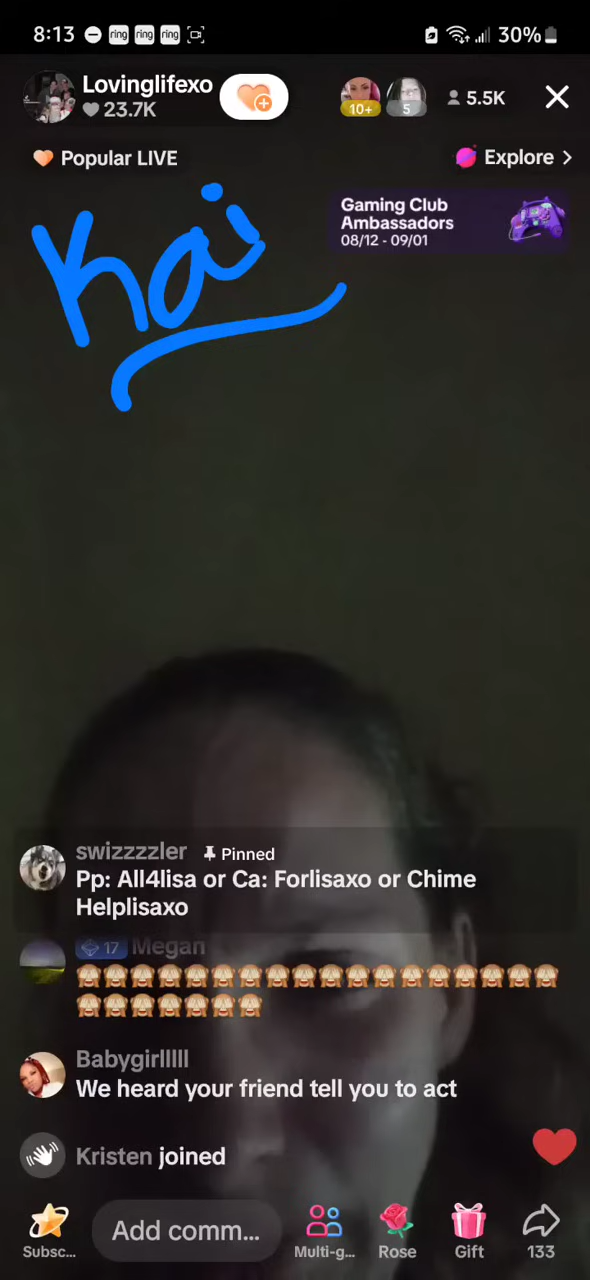 8:13
ring
ring
ring
30%
Lovinglifexo
23.7K
10+
5
5.5K
Popular LIVE
Explore >
Gaming Club
Ambassadors
08/12 - 09/01
Kai
swizzzzler Pinned
Pp: All4lisa or Ca: Forlisaxo or Chime
Helplisaxo
17 Megan
🙈🙈🙈🙈🙈🙈🙈🙈🙈🙈🙈🙈🙈🙈🙈🙈🙈🙈
🙈🙈🙈🙈🙈🙈🙈
Babygirlllll
We heard your friend tell you to act
Kristen joined
Subsc...
Add comm...
Multi-g...
Rose
Gift
133